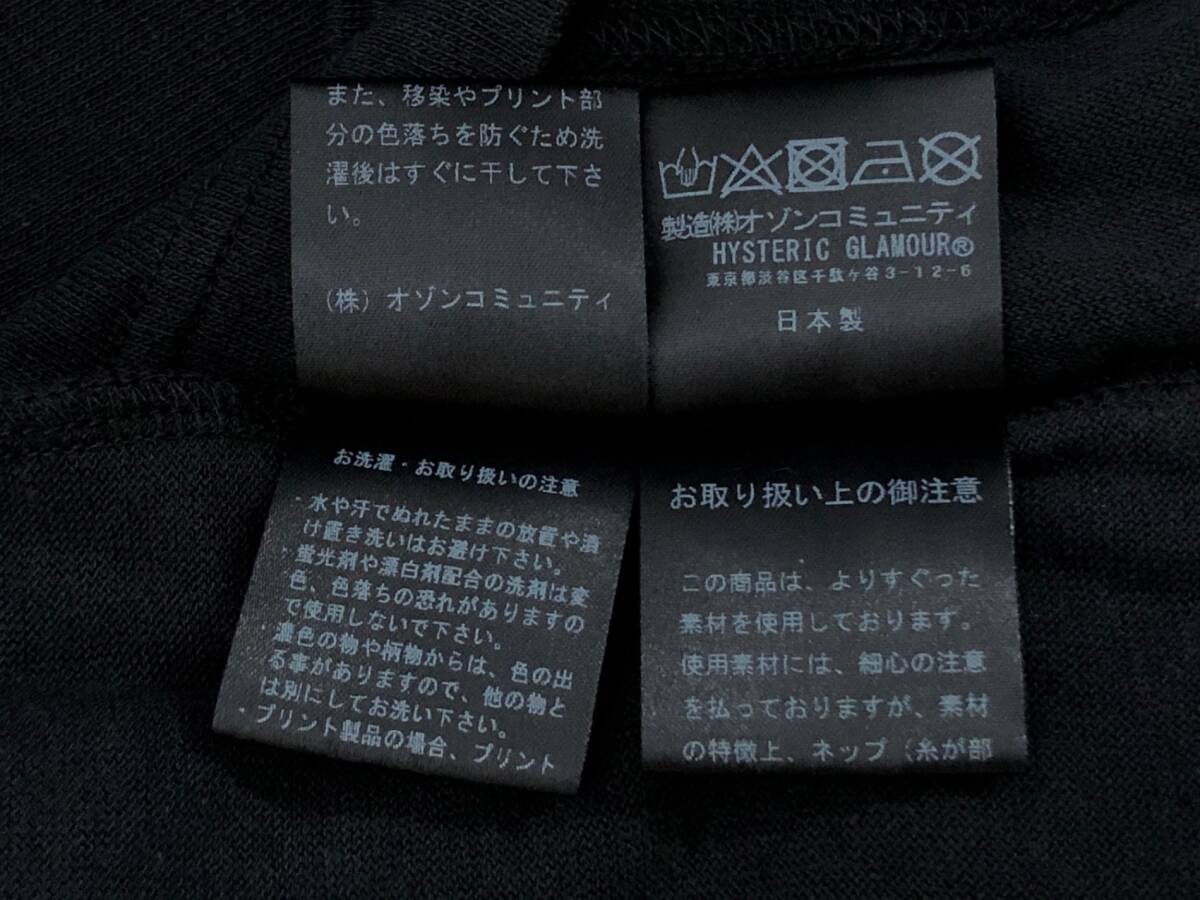 また、移染やプリント部
分の色落ちを防ぐため洗
濯後はすぐに干して下さ
い。
(株) オゾンコミュニティ
製造㈱オゾンコミュニティ
HYSTERIC GLAMOUR®
東京都渋谷区千駄ヶ谷3-12-6
日本製
お洗濯・お取り扱いの注意
・水や汗でぬれたままの放置や漬
け置き洗いはお避け下さい。
・蛍光剤や漂白剤配合の洗剤は変
色、色落ちの恐れがありますの
で使用しないで下さい。
・濃色の物や柄物からは、色の出
る事がありますので、他の物と
は別にしてお洗い下さい。
・プリント製品の場合、プリント
お取り扱い上の御注意
この商品は、よりすぐった
素材を使用しております。
使用素材には、細心の注意
を払っておりますが、素材
の特徴上、ネップ（糸が部